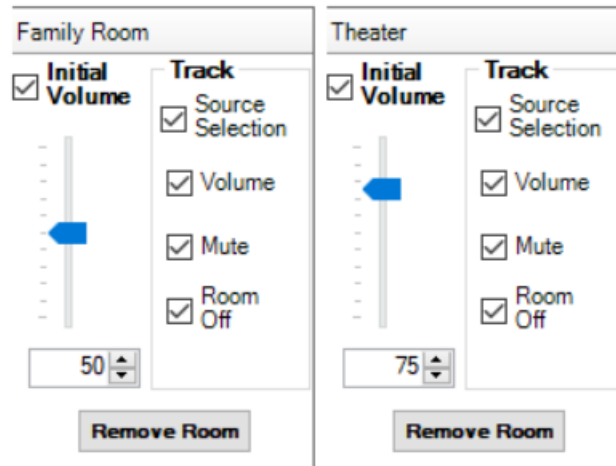 Family Room
Initial
Volume
Track
Source
Selection
Volume
Mute
Room
Off
50
Remove Room
Theater
Initial
Volume
Track
Source
Selection
Volume
Mute
Room
Off
75
Remove Room